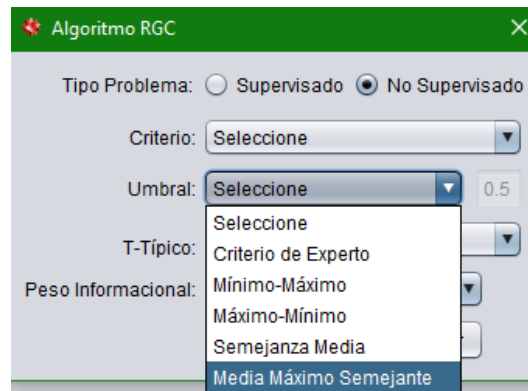 Algoritmo RGC
Tipo Problema: Supervisado No Supervisado
Criterio: Seleccione
Umbral: Seleccione 0.5
Seleccione
Criterio de Experto
T-Típico:
Mínimo-Máximo
Peso Informacional:
Máximo-Mínimo
Semejanza Media
Media Máximo Semejante